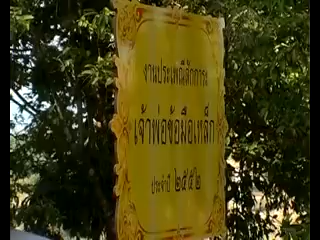 งานประเพณีสักการะ
เจ้าพ่อข้อมือเหล็ก
ประจำปี ๒๕๕๒